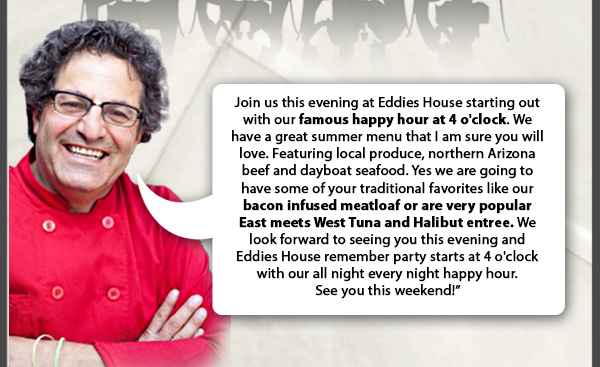 Join us this evening at Eddies House starting out
with our famous happy hour at 4 o'clock. We
have a great summer menu that I am sure you will
love. Featuring local produce, northern Arizona
beef and dayboat seafood. Yes we are going to
have some of your traditional favorites like our
bacon infused meatloaf or are very popular
East meets West Tuna and Halibut entree. We
look forward to seeing you this evening and
Eddies House remember party starts at 4 o'clock
with our all night every night happy hour.
See you this weekend!”